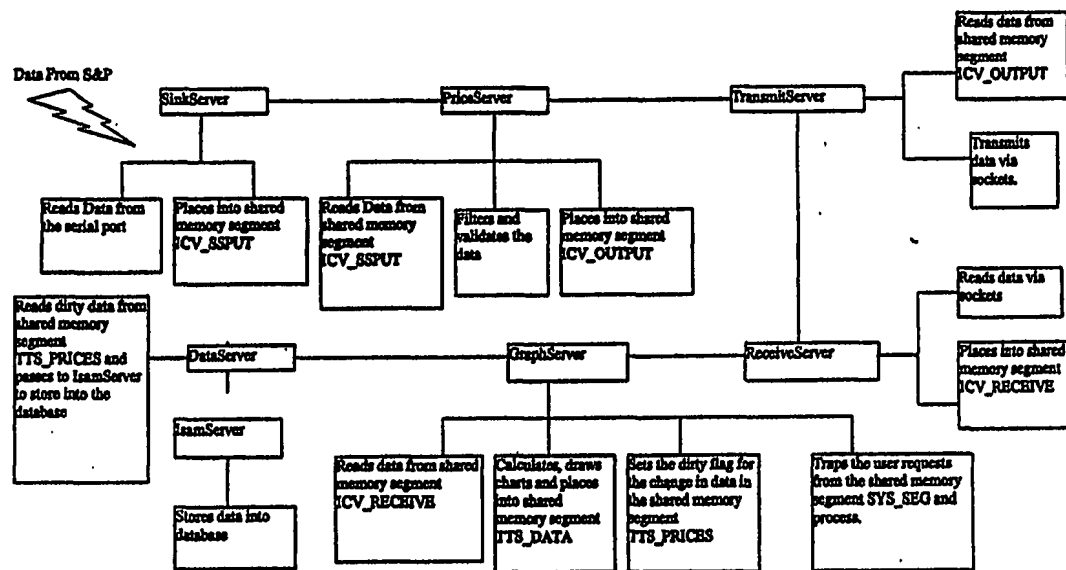 Data From S&P
SinkServer
PriceServer
TransmitServer
Reads data from
shared memory
segment
ICV_OUTPUT
Transmits
data via
sockets.
Reads Data from
the serial port
Places into shared
memory segment
ICV_SSPUT
Reads Data from
shared memory
segment
ICV_SSPUT
Filters and
validates the
data
Places into shared
memory segment
ICV_OUTPUT
Reads data via
sockets
Places into shared
memory segment
ICV_RECEIVE
Reads dirty data from
shared memory
segment
TTS_PRICES and
passes to IsamServer
to store into the
database
DataServer
GraphServer
ReceiveServer
IsamServer
Stores data into
database
Reads data from shared
memory segment
ICV_RECEIVE
Calculates, draws
charts and places
into shared
memory segment
TTS_DATA
Sets the dirty flag for
the change in data in
the shared memory
segment
TTS_PRICES
Traps the user requests
from the shared memory
segment SYS_SEG and
process.